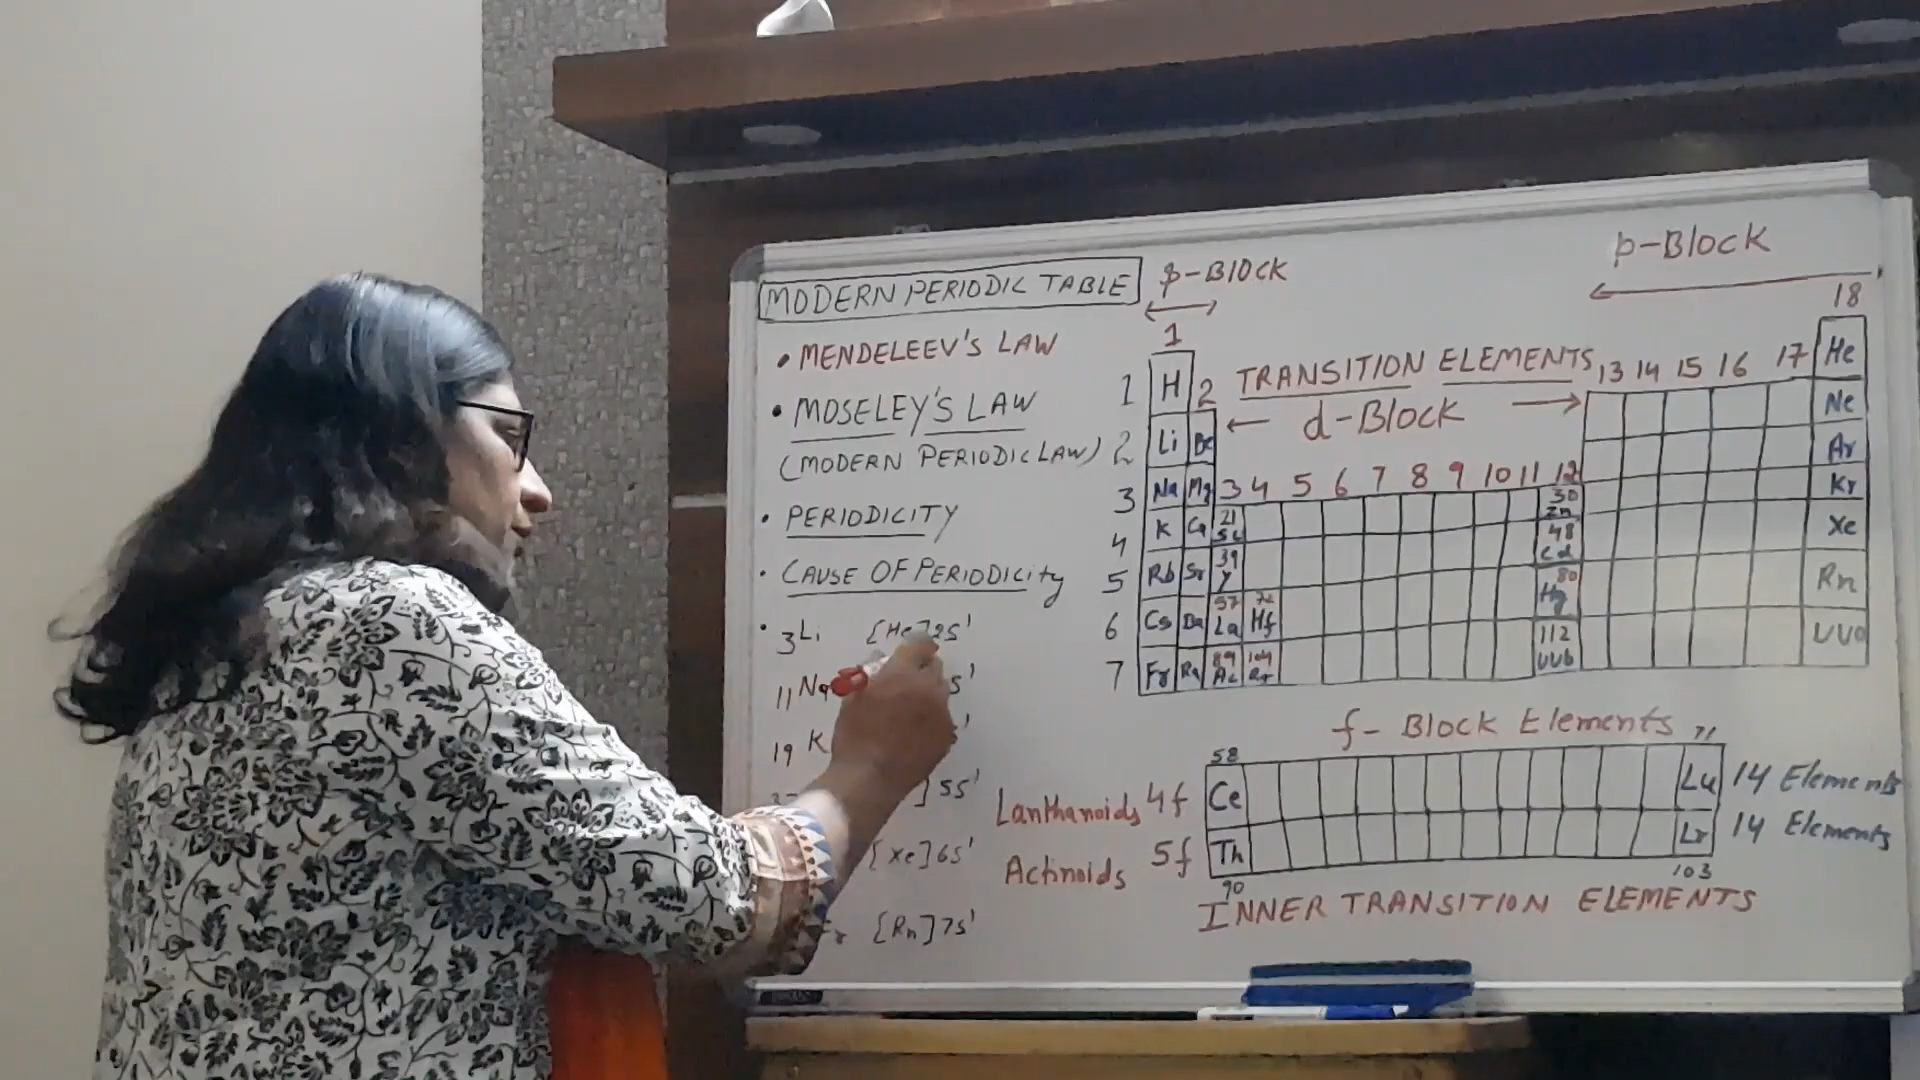 MODERN PERIODIC TABLE
• MENDELEEV'S LAW
• MOSELEY'S LAW
(MODERN PERIODIC LAW)
• PERIODICITY
• CAUSE OF PERIODICITY
• 3Li [He]2s¹
11Na s¹
19 K
] 5s¹
[Xe]6s¹
[Rn]7s¹
s-BLOCK
p-BLOCK
18
1
TRANSITION ELEMENTS 13 14 15 16 17 He
1 H 2
← d-Block →
Ne
2 Li Be
Ar
3 Na Mg 3 4 5 6 7 8 9 10 11 12
Kr
4 K Ca 21 Sc 30 Zn Xe
5 Rb Sr 39 Y 48 Cd Rn
6 Cs Ba 57 La 72 Hf 80 Hg UUO
7 Fr Ra 89 Ac 104 112 UUb
f- Block Elements
58 71
Lanthanoids 4f Ce Lu 14 Elements
Actinoids 5f Th Lr 14 Elements
90 103
INNER TRANSITION ELEMENTS